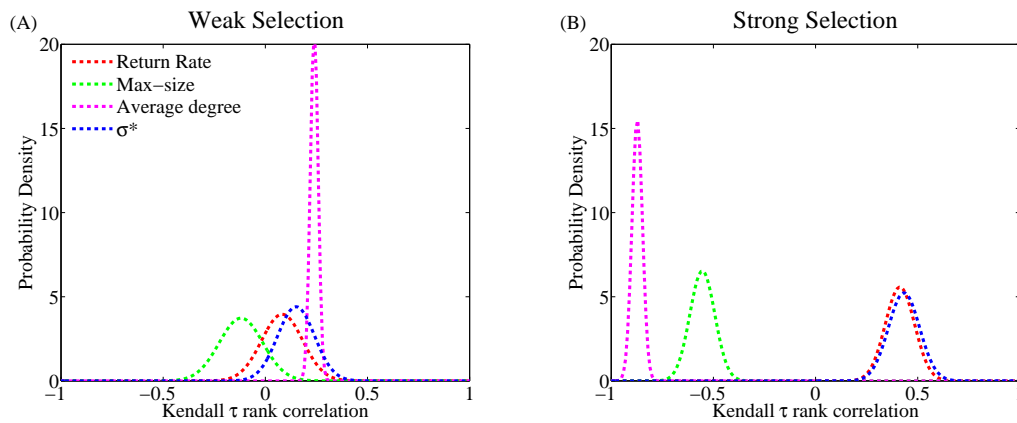 (A)
Weak Selection
20
15
10
5
0
Probability Density
−1
−0.5
0
0.5
1
Kendall τ rank correlation
Return Rate
Max−size
Average degree
σ*
(B)
Strong Selection
20
15
10
5
0
Probability Density
−1
−0.5
0
0.5
Kendall τ rank correlation